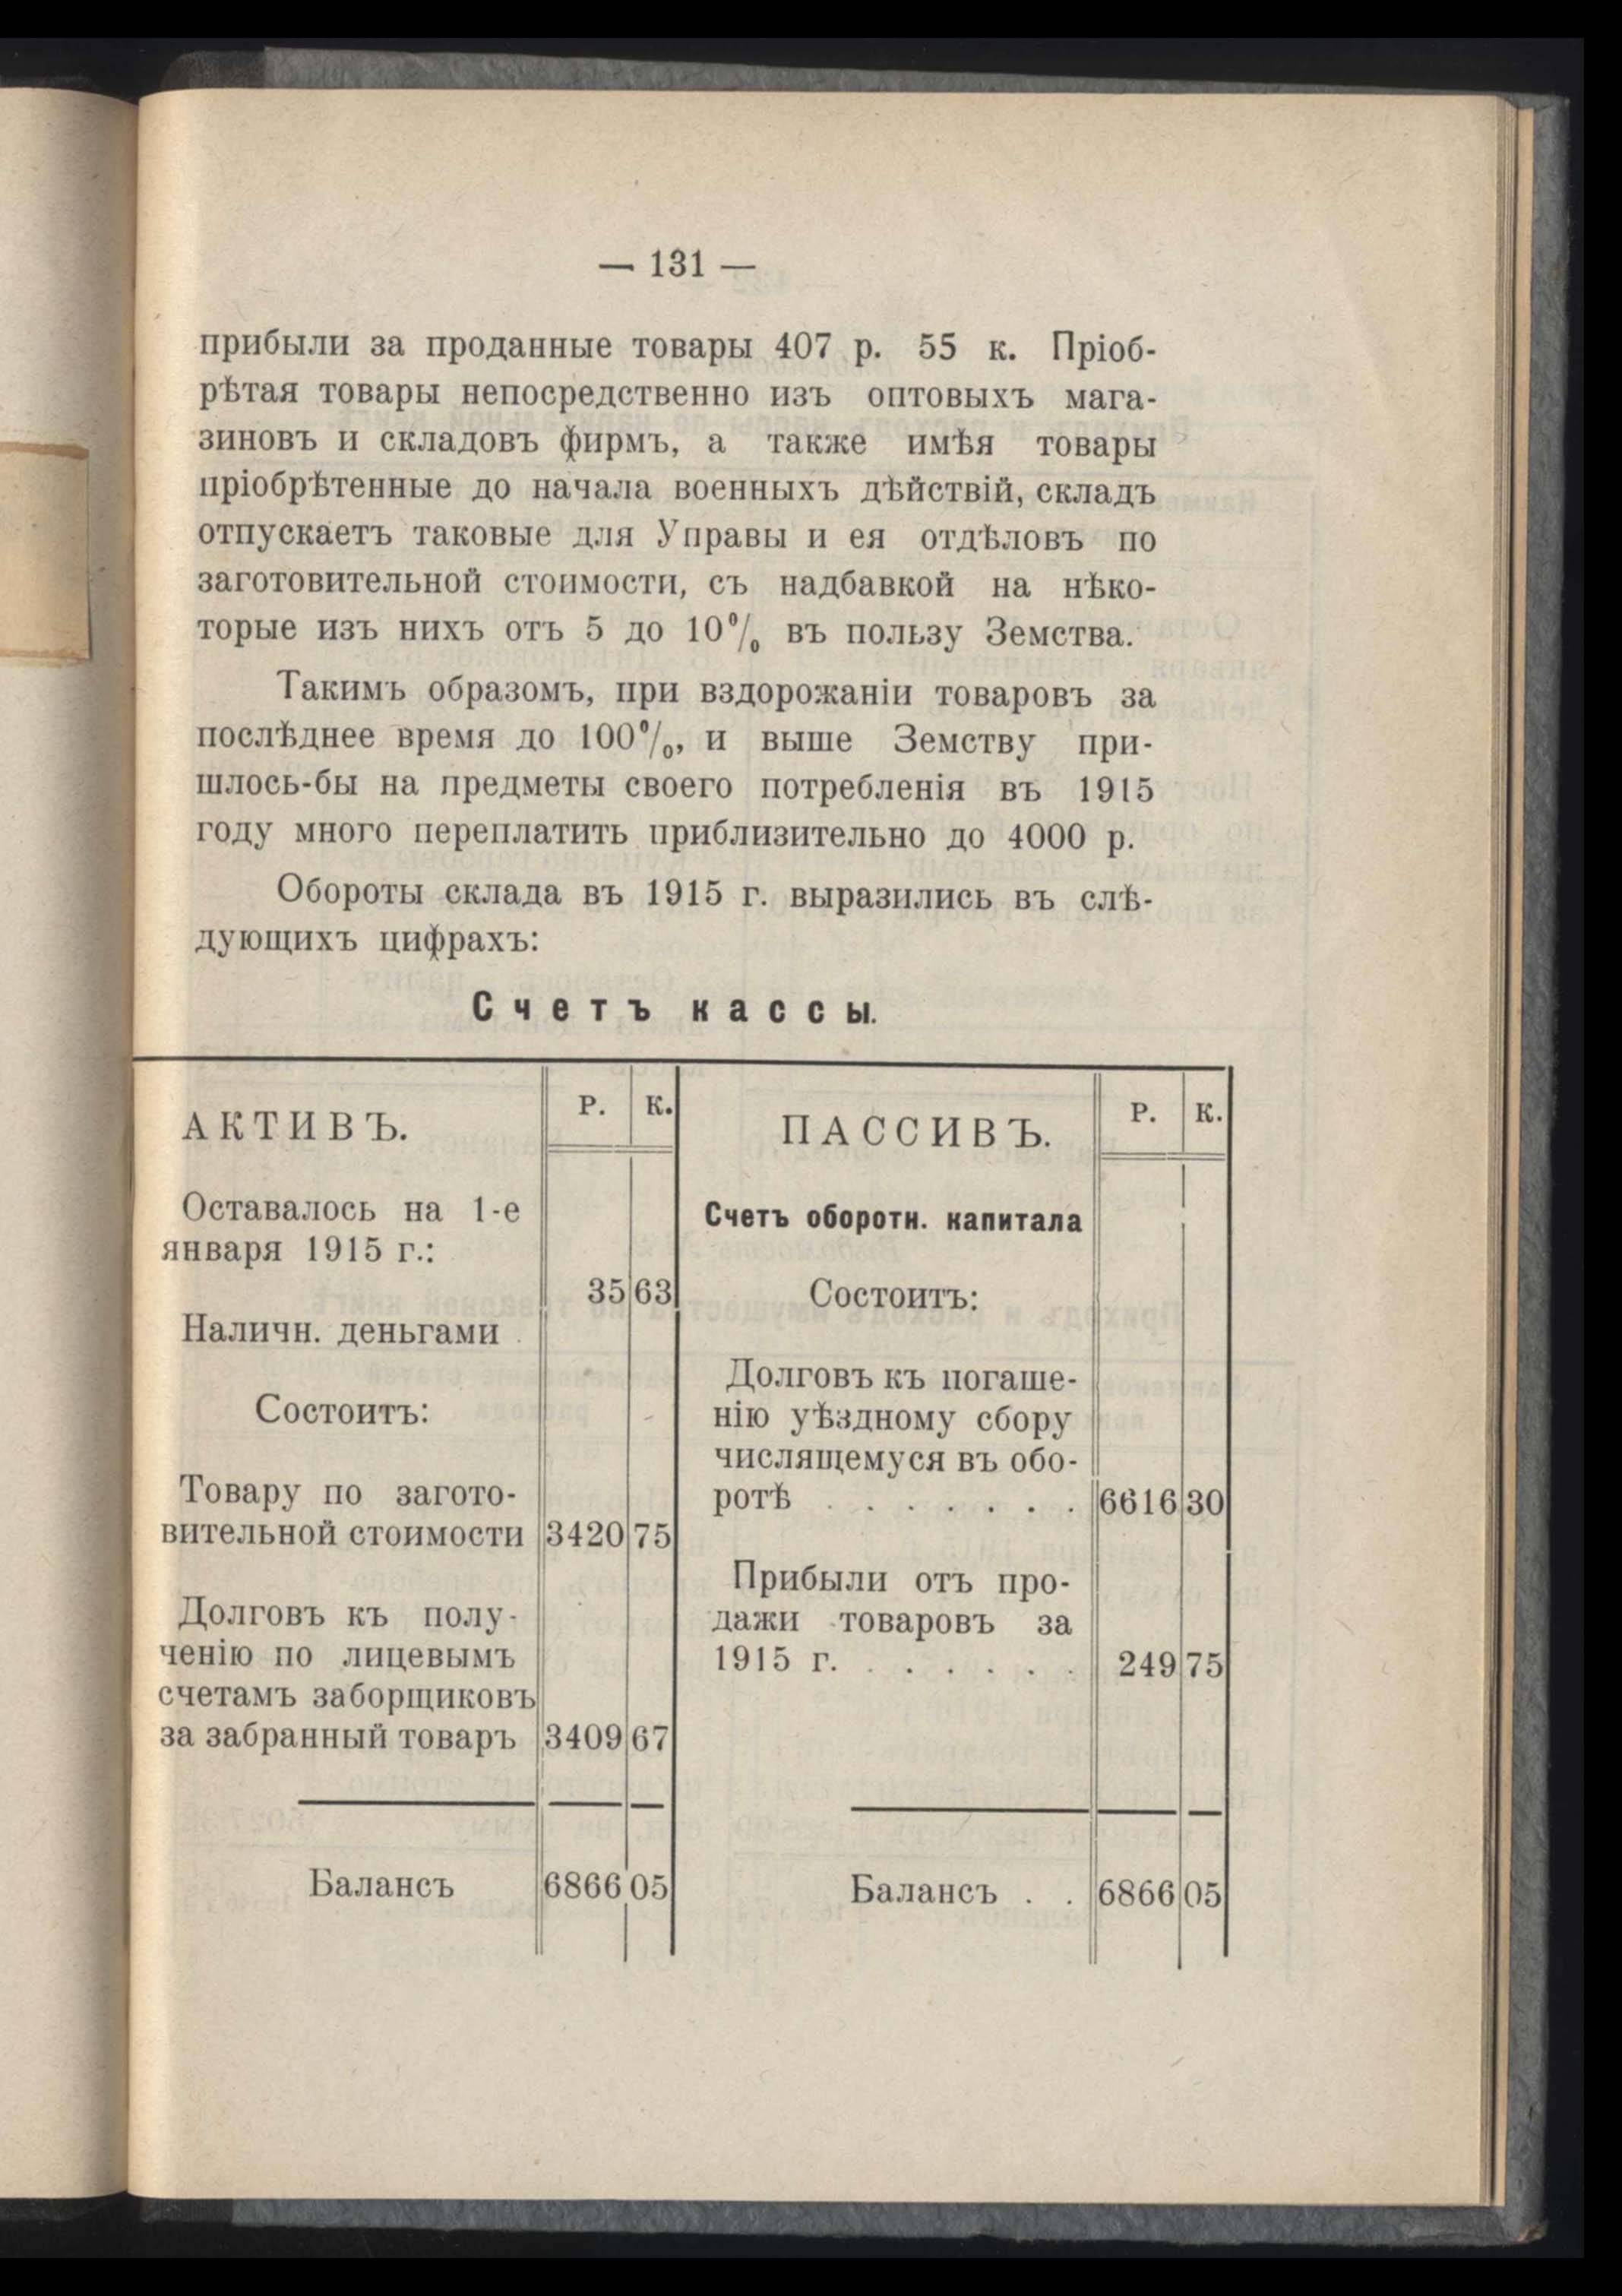 — 131 —
прибыли за проданные товары 407 р. 55 к. Пріоб-
рѣтая товары непосредственно изъ оптовыхъ мага-
зиновъ и складовъ фирмъ, а также имѣя товары
пріобрѣтенные до начала военныхъ дѣйствій, складъ
отпускаетъ таковые для Управы и ея отдѣловъ по
заготовительной стоимости, съ надбавкой на нѣко-
торые изъ нихъ отъ 5 до 10% въ пользу Земства.
Такимъ образомъ, при вздорожаніи товаровъ за
послѣднее время до 100%, и выше Земству при-
шлось-бы на предметы своего потребленія въ 1915
году много переплатить приблизительно до 4000 р.
Обороты склада въ 1915 г. выразились въ слѣ-
дующихъ цифрахъ:
Счетъ кассы.
АКТИВЪ. Р. К.
Оставалось на 1-е
января 1915 г.:
35 63
Наличн. деньгами .
Состоитъ:
Товару по загото-
вительной стоимости 3420 75
Долговъ къ полу-
ченію по лицевымъ
счетамъ заборщиковъ
за забранный товаръ 3409 67
Балансъ 6866 05
ПАССИВЪ. Р. К.
Счетъ оборотн. капитала
Состоитъ:
Долговъ къ погаше-
нію уѣздному сбору
числящемуся въ обо-
ротѣ . . . . . . . 6616 30
Прибыли отъ про-
дажи товаровъ за
1915 г. . . . . . . 249 75
Балансъ . . 6866 05